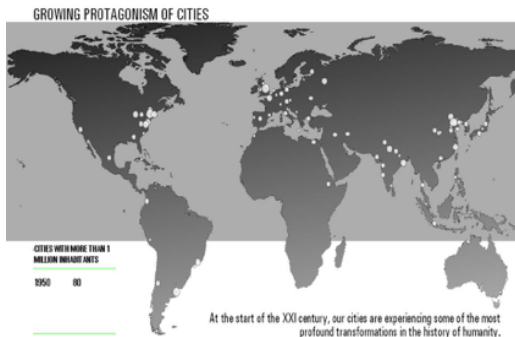 GROWING PROTAGONISM OF CITIES
CITIES WITH MORE THAN 1
MILLION INHABITANTS
1950 80
At the start of the XXI century, our cities are experiencing some of the most
profound transformations in the history of humanity.